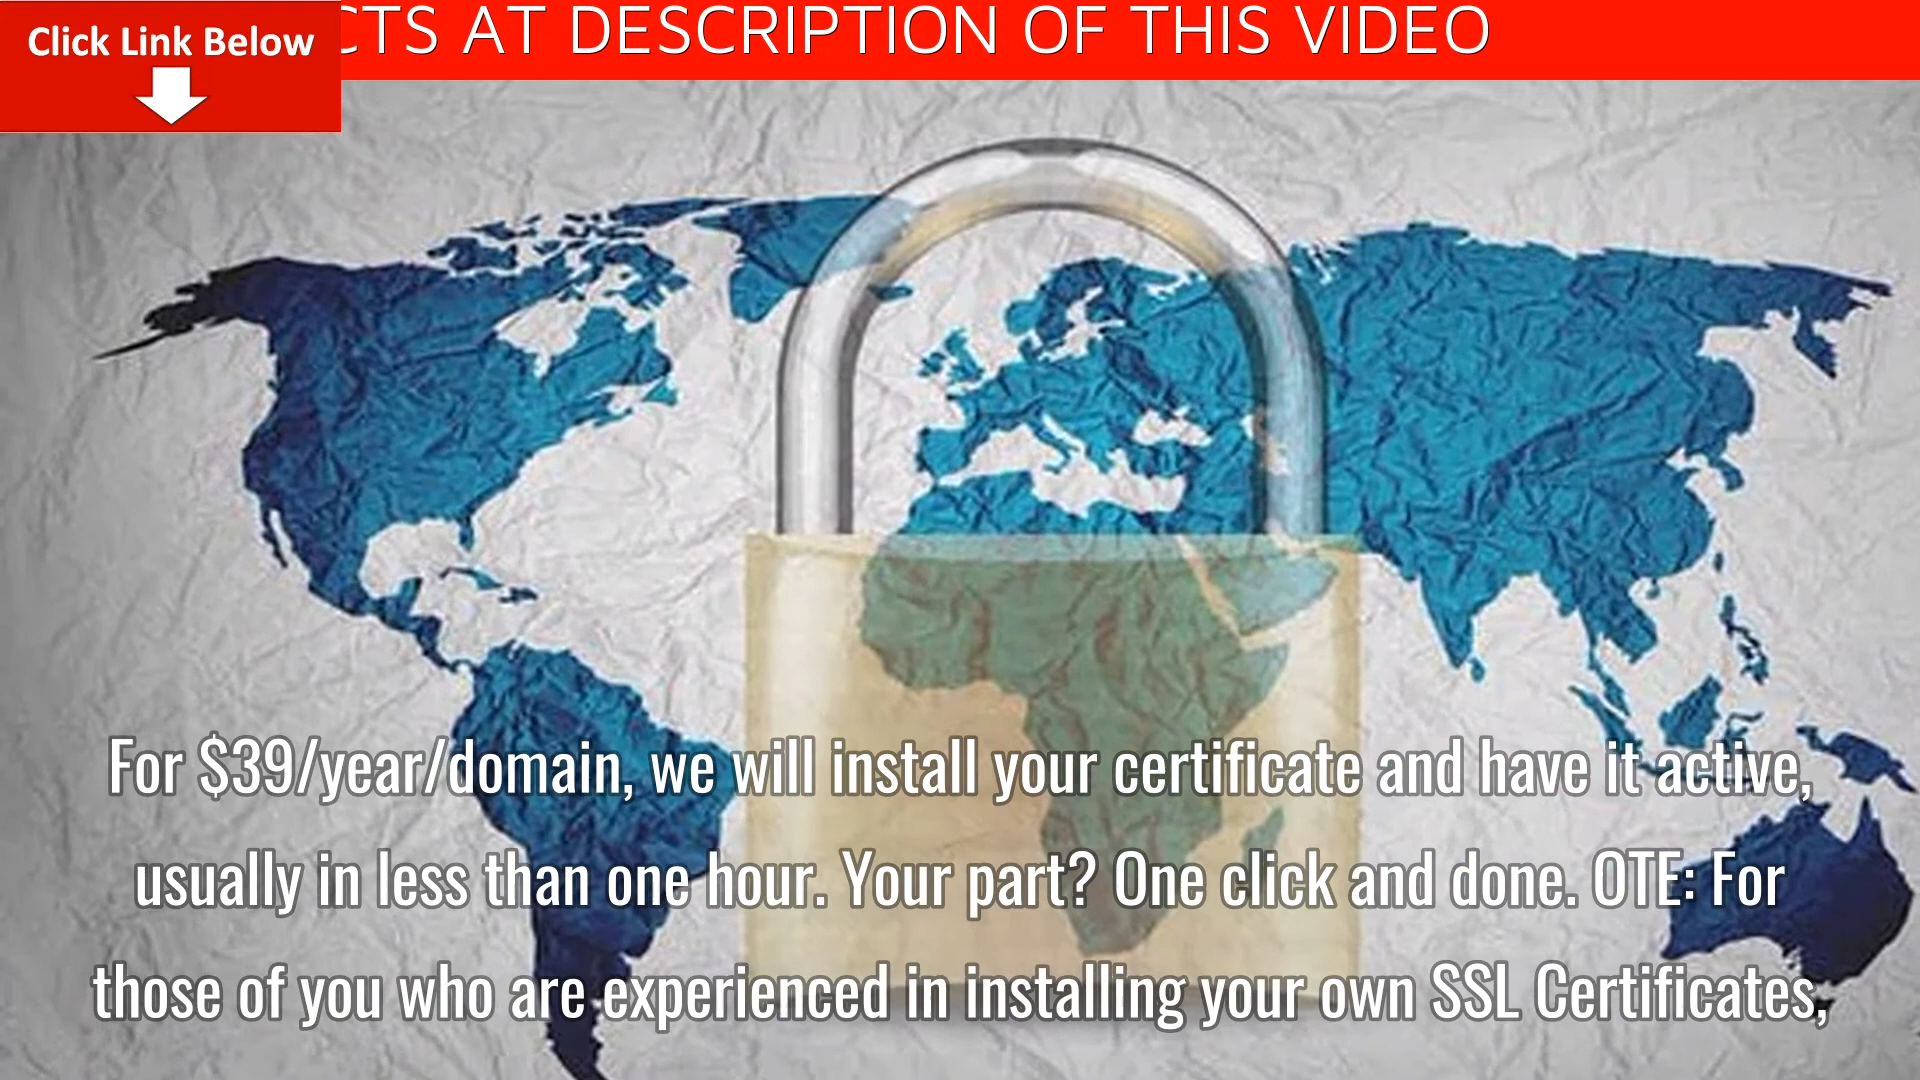 CTS AT DESCRIPTION OF THIS VIDEO
Click Link Below
For $39/year/domain, we will install your certificate and have it active,
usually in less than one hour. Your part? One click and done. OTE: For
those of you who are experienced in installing your own SSL Certificates,